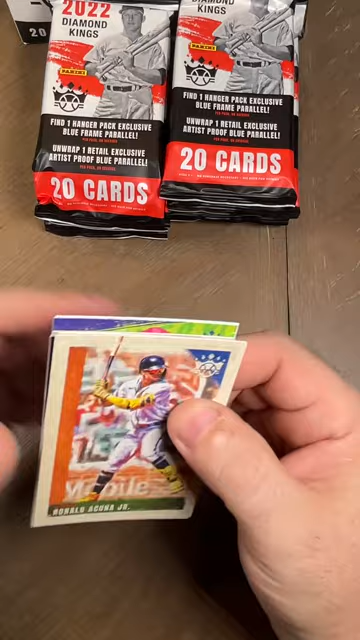 2022
DIAMOND
KINGS
PANINI
FIND 1 HANGER PACK EXCLUSIVE
BLUE FRAME PARALLEL!
UNWRAP 1 RETAIL EXCLUSIVE
ARTIST PROOF BLUE PARALLEL!
20 CARDS
DIAMOND
KINGS
PANINI
FIND 1 HANGER PACK EXCLUSIVE
BLUE FRAME PARALLEL!
UNWRAP 1 RETAIL EXCLUSIVE
ARTIST PROOF BLUE PARALLEL!
20 CARDS
RONALD ACUNA JR.